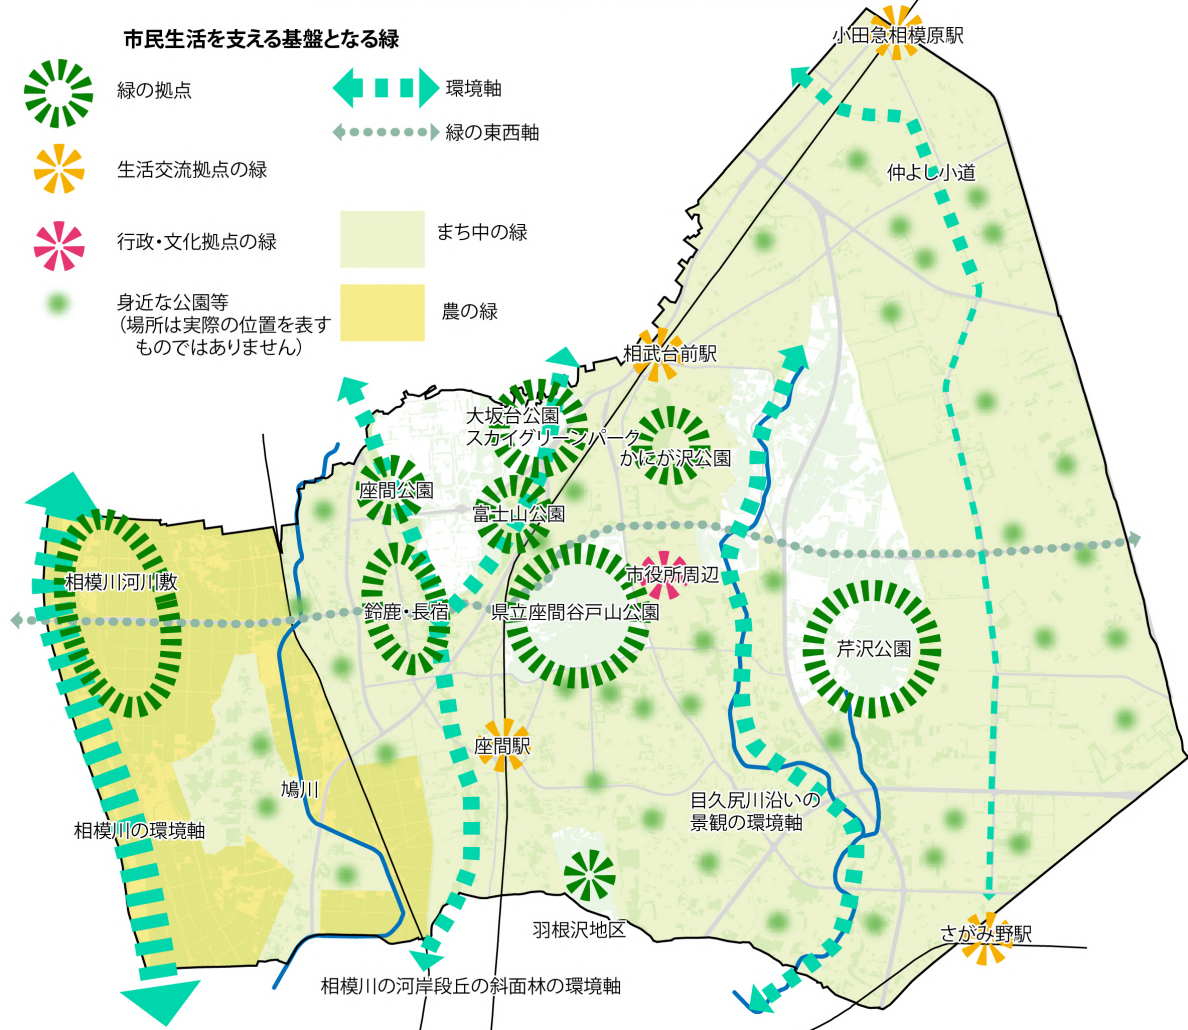 市民生活を支える基盤となる緑
緑の拠点
環境軸
緑の東西軸
生活交流拠点の緑
行政・文化拠点の緑
まち中の緑
身近な公園等
（場所は実際の位置を表す
ものではありません）
農の緑
小田急相模原駅
仲よし小道
相武台前駅
大坂台公園
スカイグリーンパーク
かにが沢公園
座間公園
富士山公園
相模川河川敷
鈴鹿・長宿
県立座間谷戸山公園
市役所周辺
芹沢公園
座間駅
鳩川
相模川の環境軸
目久尻川沿いの
景観の環境軸
羽根沢地区
さがみ野駅
相模川の河岸段丘の斜面林の環境軸